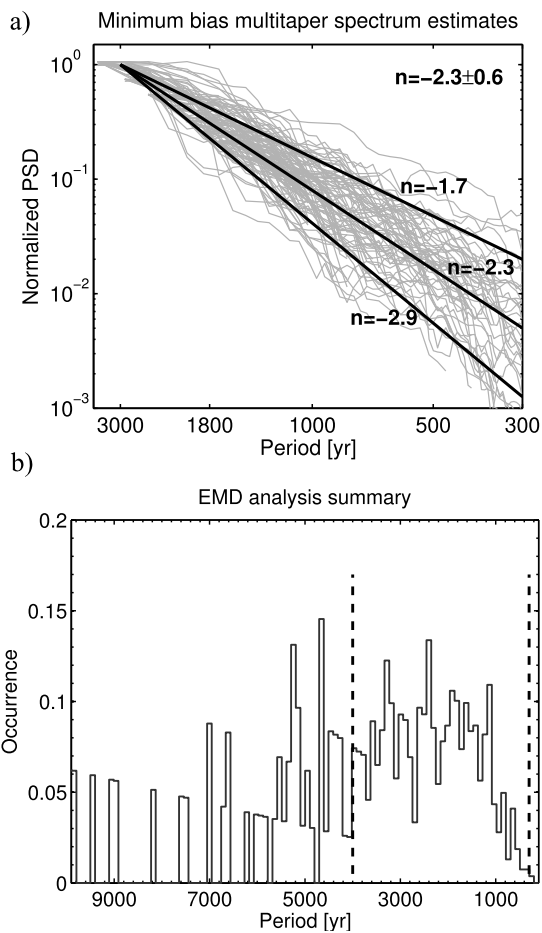 a)
Minimum bias multitaper spectrum estimates
n=−2.3±0.6
n=−1.7
n=−2.3
n=−2.9
10⁰
10⁻¹
10⁻²
10⁻³
Normalized PSD
3000 1800 1000 500 300
Period [yr]
b)
EMD analysis summary
0.2
0.15
0.1
0.05
0
Occurrence
9000 7000 5000 3000 1000
Period [yr]